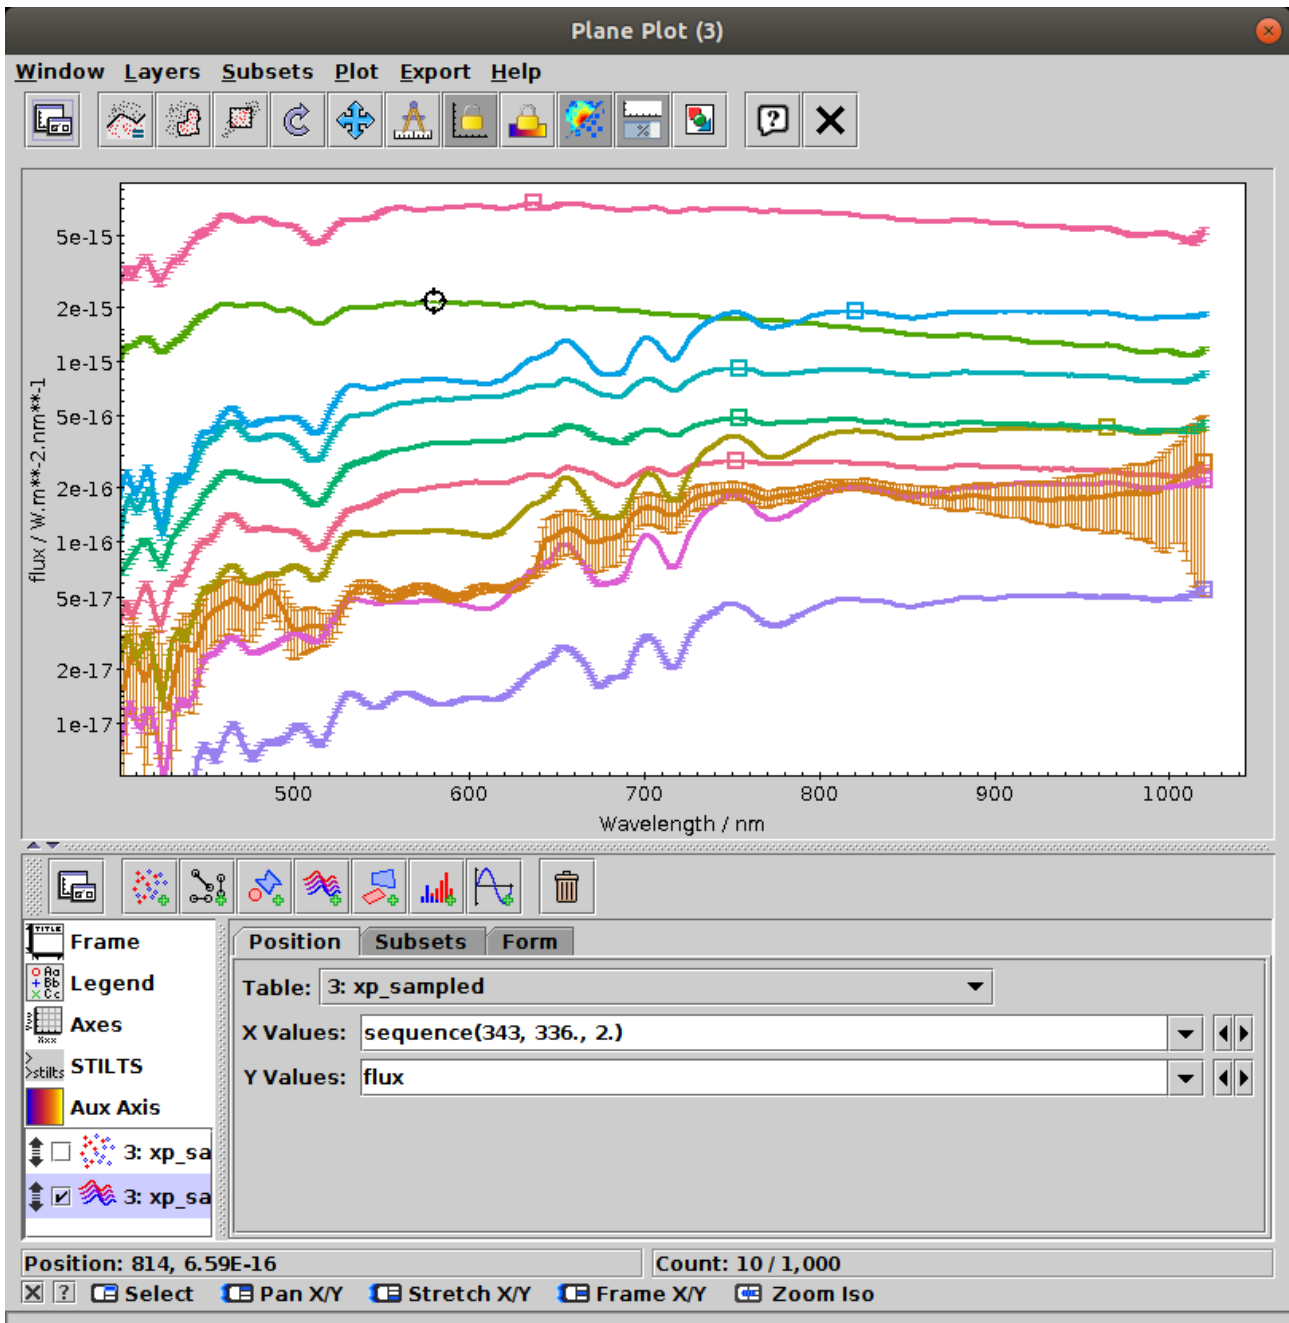 Plane Plot (3)
Window Layers Subsets Plot Export Help
5e-15
2e-15
1e-15
5e-16
2e-16
1e-16
5e-17
2e-17
1e-17
flux / W.m**-2.nm**-1
500 600 700 800 900 1000
Wavelength / nm
Frame
Legend
Axes
STILTS
Aux Axis
3: xp_sa
3: xp_sa
Position Subsets Form
Table: 3: xp_sampled
X Values: sequence(343, 336., 2.)
Y Values: flux
Position: 814, 6.59E-16 Count: 10 / 1,000
Select Pan X/Y Stretch X/Y Frame X/Y Zoom Iso